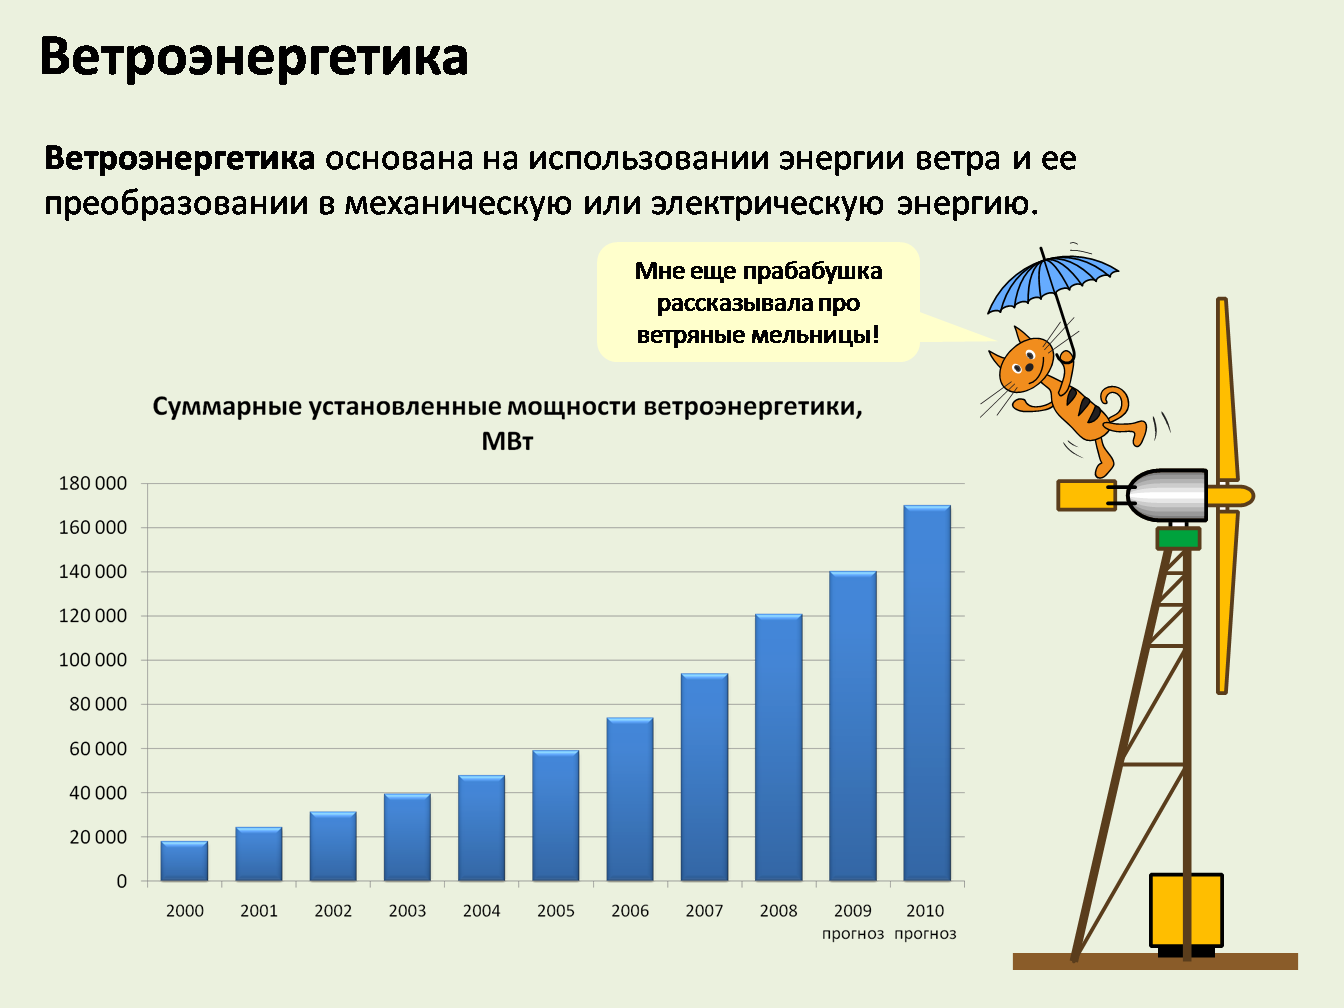 Ветроэнергетика
Ветроэнергетика основана на использовании энергии ветра и ее
преобразовании в механическую или электрическую энергию.
Мне еще прабабушка
рассказывала про
ветряные мельницы!
Суммарные установленные мощности ветроэнергетики,
МВт
180 000
160 000
140 000
120 000
100 000
80 000
60 000
40 000
20 000
0
2000 2001 2002 2003 2004 2005 2006 2007 2008 2009 2010
прогноз прогноз